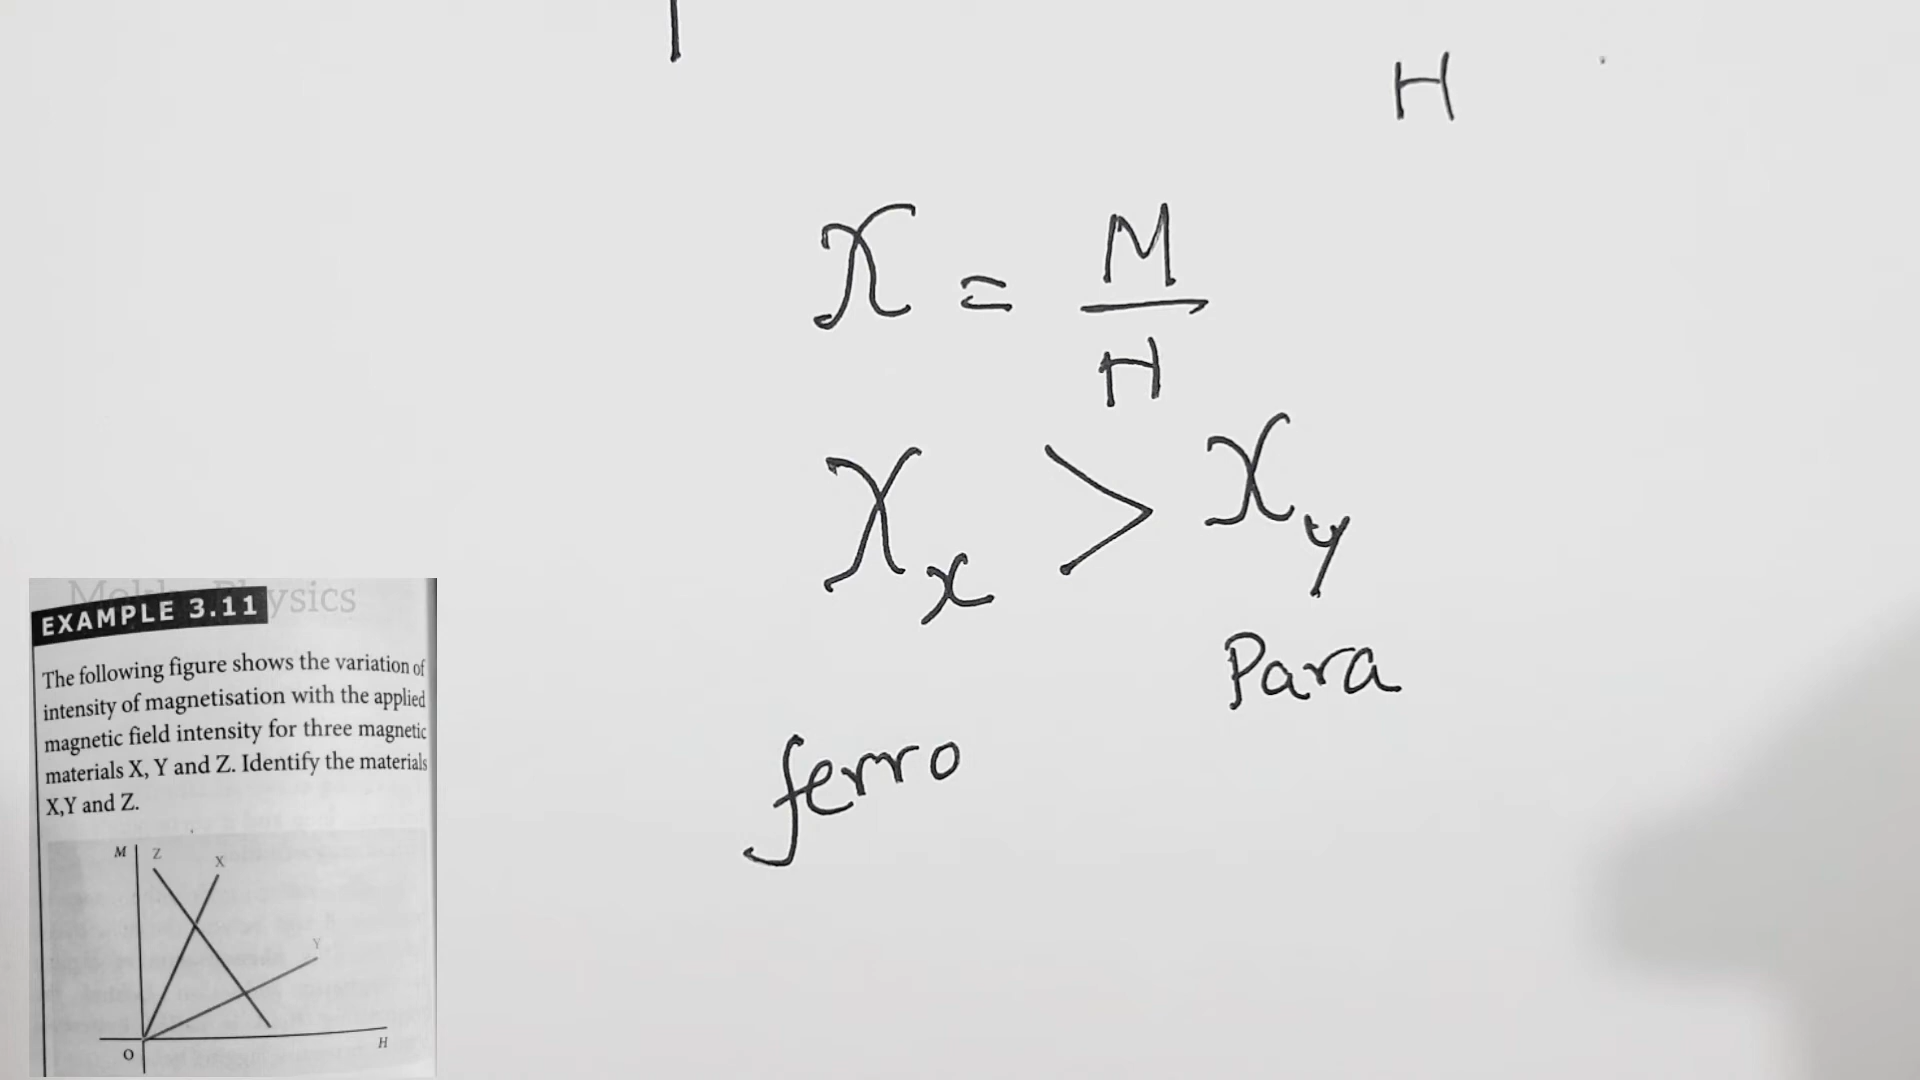 H
χ = M
H
χx > χy
Para
ferro
Physics
EXAMPLE 3.11
The following figure shows the variation of
intensity of magnetisation with the applied
magnetic field intensity for three magnetic
materials X, Y and Z. Identify the materials
X,Y and Z.
M Z X
Y
O H